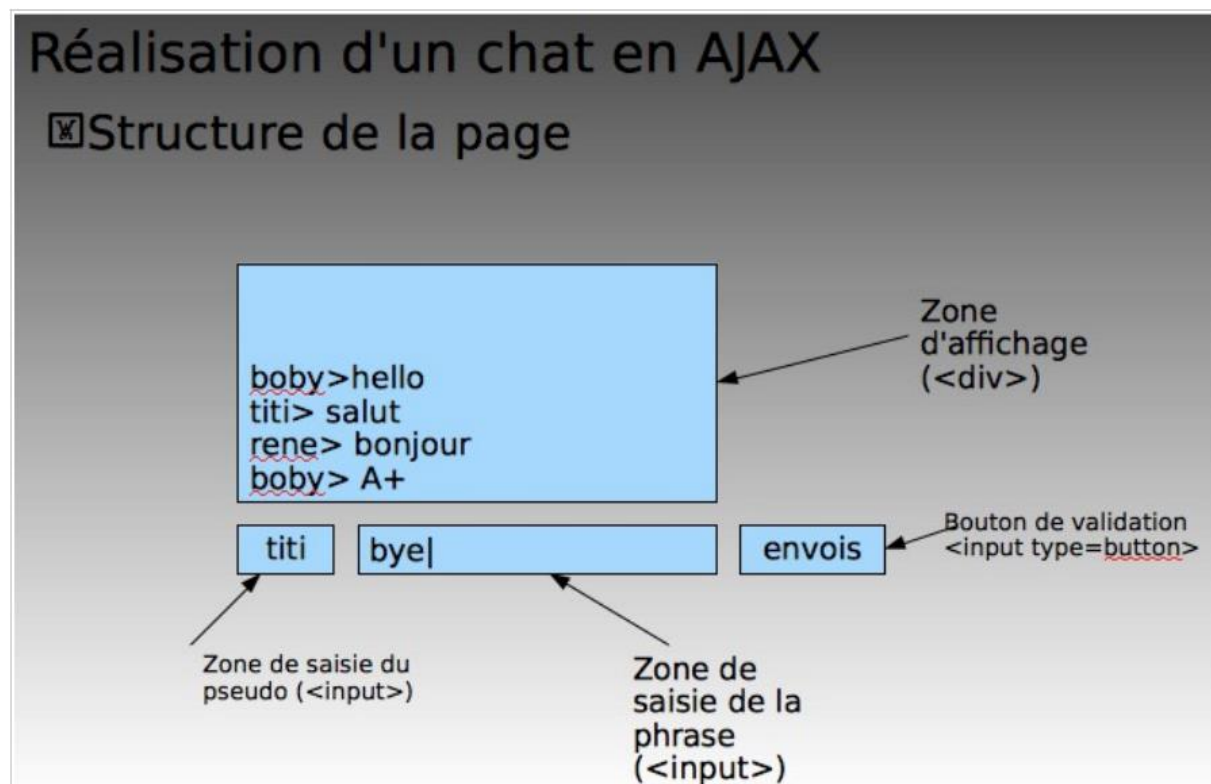 Réalisation d'un chat en AJAX
Structure de la page
boby>hello
titi> salut
rene> bonjour
boby> A+
Zone
d'affichage
(<div>)
titi
bye|
envois
Bouton de validation
<input type=button>
Zone de saisie du
pseudo (<input>)
Zone de
saisie de la
phrase
(<input>)